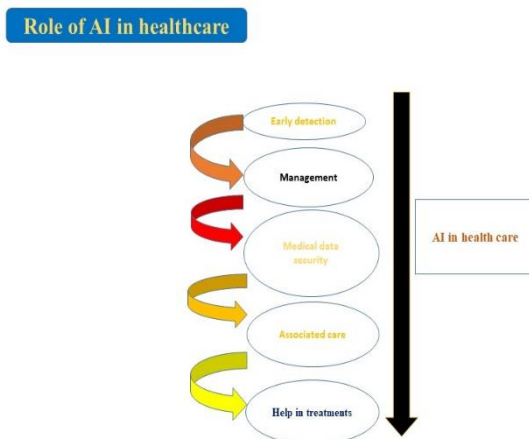 Role of AI in healthcare
Early detection
Management
Medical data
security
AI in health care
Associated care
Help in treatments